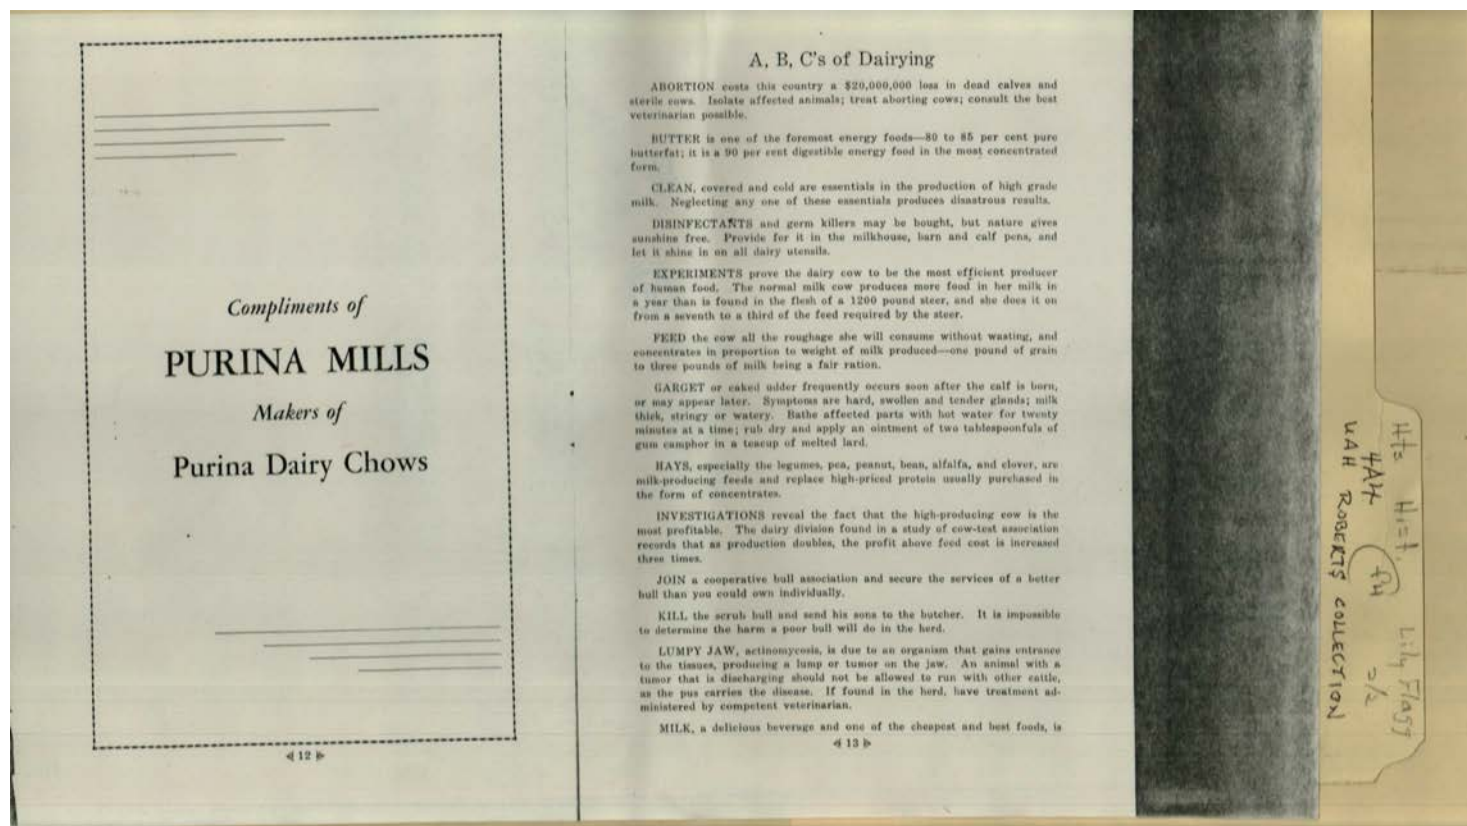 Compliments of
PURINA MILLS
Makers of
Purina Dairy Chows
⊲ 12 ⊳
A, B, C's of Dairying
ABORTION costs this country a $20,000,000 loss in dead calves and
sterile cows. Isolate affected animals; treat aborting cows; consult the best
veterinarian possible.
BUTTER is one of the foremost energy foods—80 to 85 per cent pure
butterfat; it is a 90 per cent digestible energy food in the most concentrated
form.
CLEAN, covered and cold are essentials in the production of high grade
milk. Neglecting any one of these essentials produces disastrous results.
DISINFECTANTS and germ killers may be bought, but nature gives
sunshine free. Provide for it in the milkhouse, barn and calf pens, and
let it shine in on all dairy utensils.
EXPERIMENTS prove the dairy cow to be the most efficient producer
of human food. The normal milk cow produces more food in her milk in
a year than is found in the flesh of a 1200 pound steer, and she does it on
from a seventh to a third of the feed required by the steer.
FEED the cow all the roughage she will consume without wasting, and
concentrates in proportion to weight of milk produced—one pound of grain
to three pounds of milk being a fair ration.
GARGET or caked udder frequently occurs soon after the calf is born,
or may appear later. Symptoms are hard, swollen and tender glands; milk
thick, stringy or watery. Bathe affected parts with hot water for twenty
minutes at a time; rub dry and apply an ointment of two tablespoonfuls of
gum camphor in a teacup of melted lard.
HAYS, especially the legumes, pea, peanut, bean, alfalfa, and clover, are
milk-producing feeds and replace high-priced protein usually purchased in
the form of concentrates.
INVESTIGATIONS reveal the fact that the high-producing cow is the
most profitable. The dairy division found in a study of cow-test association
records that as production doubles, the profit above feed cost is increased
three times.
JOIN a cooperative bull association and secure the services of a better
bull than you could own individually.
KILL the scrub bull and send his sons to the butcher. It is impossible
to determine the harm a poor bull will do in the herd.
LUMPY JAW, actinomycosis, is due to an organism that gains entrance
to the tissues, producing a lump or tumor on the jaw. An animal with a
tumor that is discharging should not be allowed to run with other cattle,
as the pus carries the disease. If found in the herd, have treatment ad-
ministered by competent veterinarian.
MILK, a delicious beverage and one of the cheapest and best foods, is
⊲ 13 ⊳
Hist. Lily Flagg
4AH PH 2/2
UAH ROBERTS COLLECTION